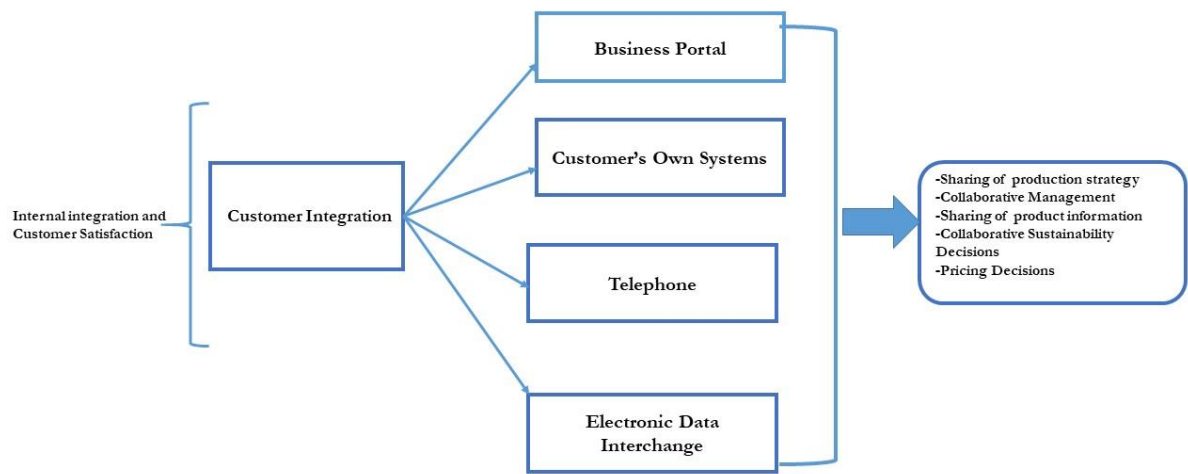 Internal integration and
Customer Satisfaction
Customer Integration
Business Portal
Customer's Own Systems
Telephone
Electronic Data
Interchange
-Sharing of production strategy
-Collaborative Management
-Sharing of product information
-Collaborative Sustainability
Decisions
-Pricing Decisions